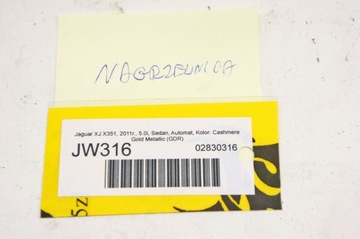 NAGRZEWNICA
Jaguar XJ X351, 2011r., 5.0i, Sedan, Automat, Kolor: Cashmere
Gold Metallic (GDR)
JW316 02830316